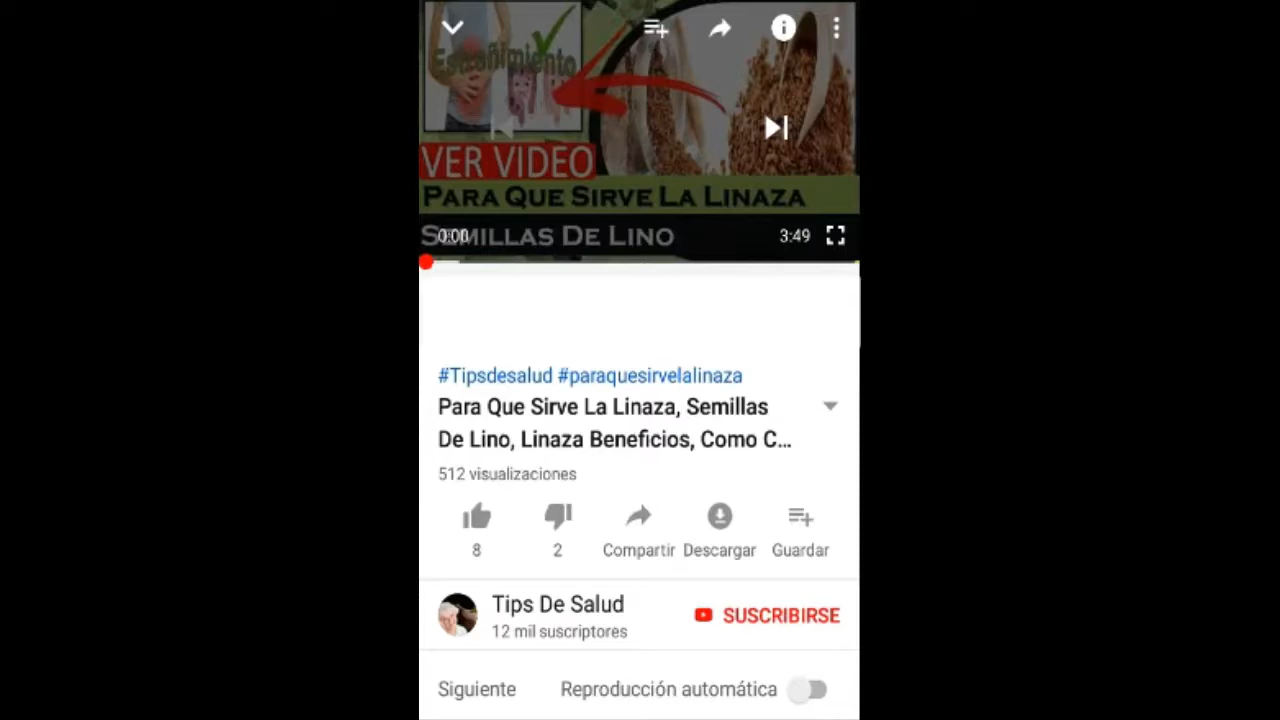 Estreñimiento
VER VIDEO
PARA QUE SIRVE LA LINAZA
SEMILLAS DE LINO
0:00
3:49
#Tipsdesalud #paraquesirvelalinaza
Para Que Sirve La Linaza, Semillas
De Lino, Linaza Beneficios, Como C...
512 visualizaciones
8 2 Compartir Descargar Guardar
Tips De Salud
SUSCRIBIRSE
12 mil suscriptores
Siguiente Reproducción automática